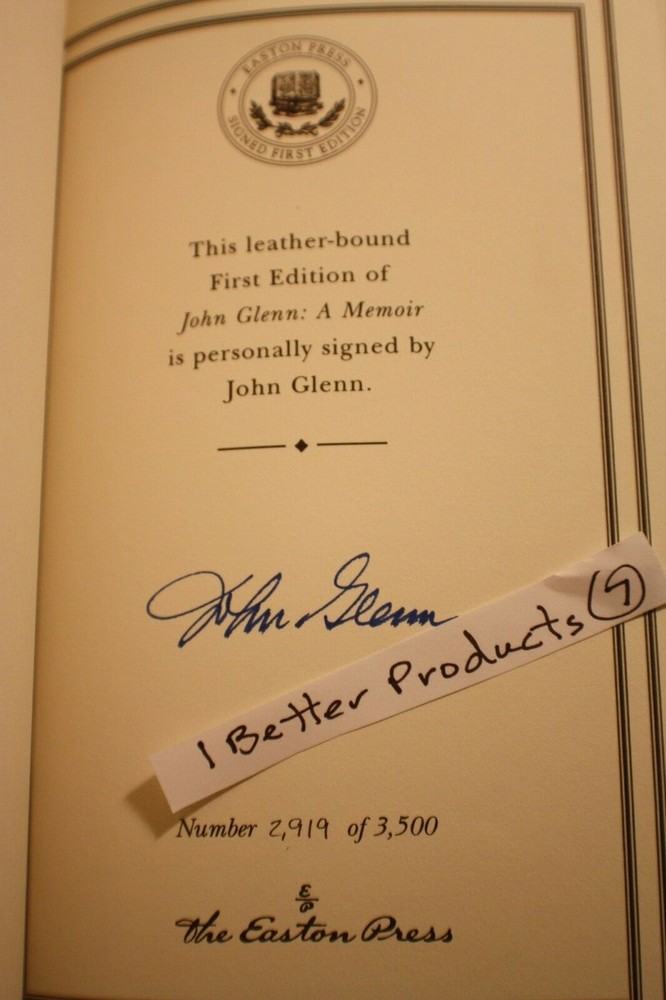 EASTON PRESS
SIGNED FIRST EDITION
This leather-bound
First Edition of
John Glenn: A Memoir
is personally signed by
John Glenn.
John Glenn
1 Better Products (9)
Number 2,919 of 3,500
E
P
The Easton Press